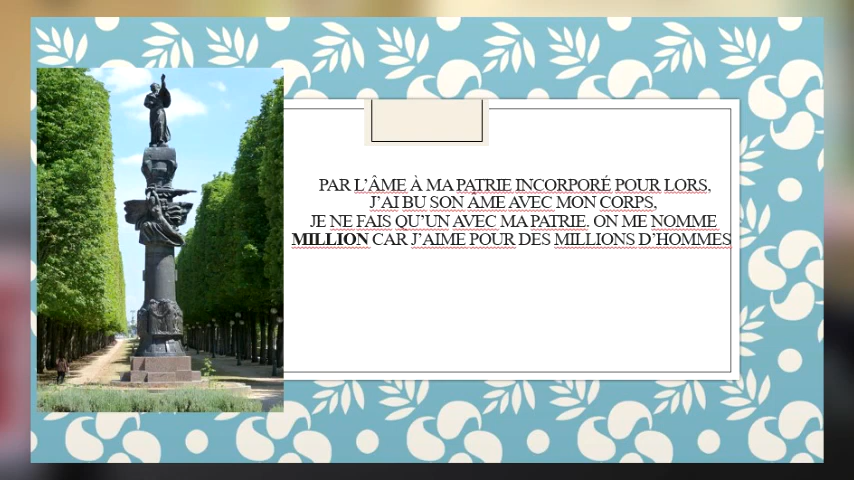 PAR L’ÂME À MA PATRIE INCORPORÉ POUR LORS,
J’AI BU SON ÂME AVEC MON CORPS,
JE NE FAIS QU’UN AVEC MA PATRIE. ON ME NOMME
MILLION CAR J’AIME POUR DES MILLIONS D’HOMMES